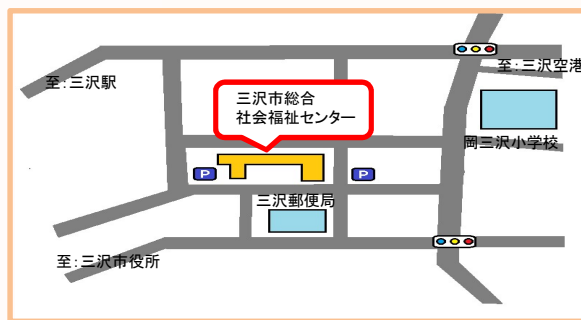 至:三沢駅
至:三沢空港
三沢市総合
社会福祉センター
岡三沢小学校
P
P
三沢郵便局
至:三沢市役所